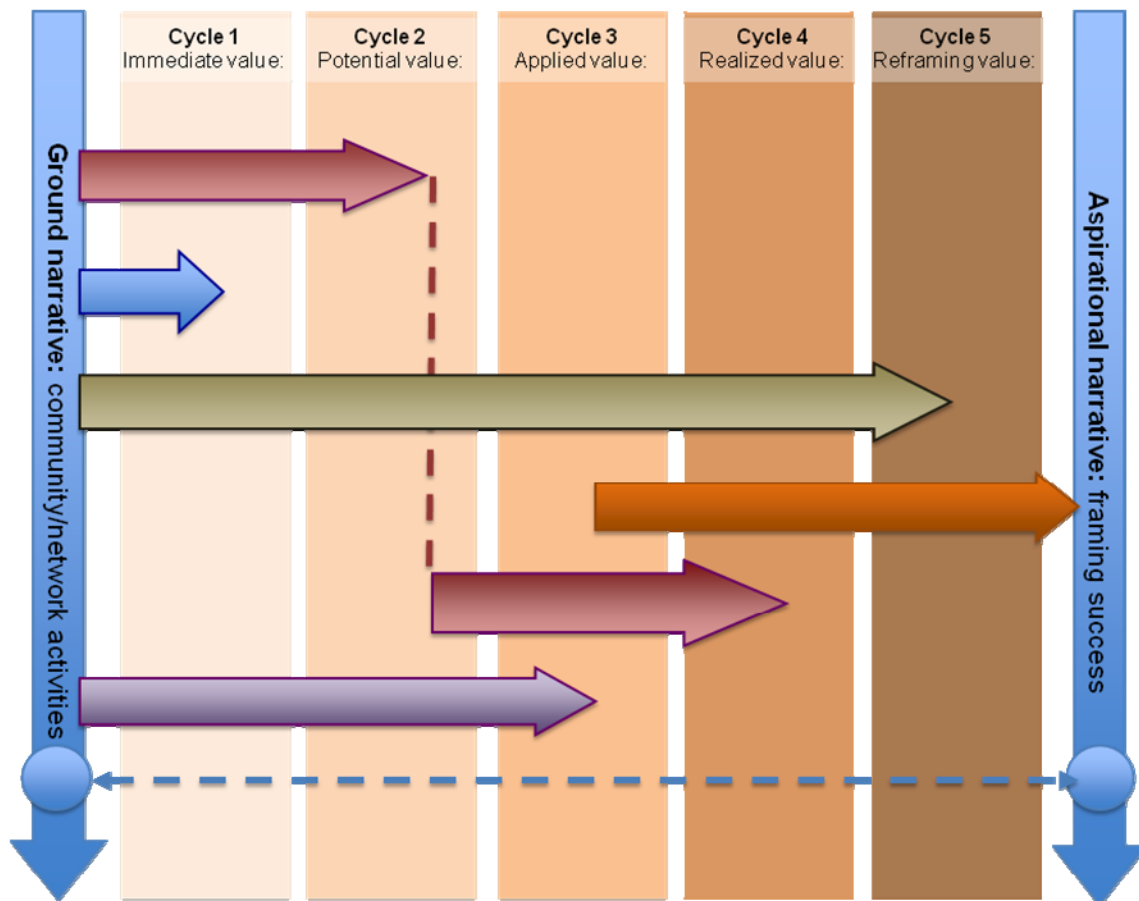 Cycle 1
Immediate value:
Cycle 2
Potential value:
Cycle 3
Applied value:
Cycle 4
Realized value:
Cycle 5
Reframing value:
Ground narrative: community/network activities
Aspirational narrative: framing success